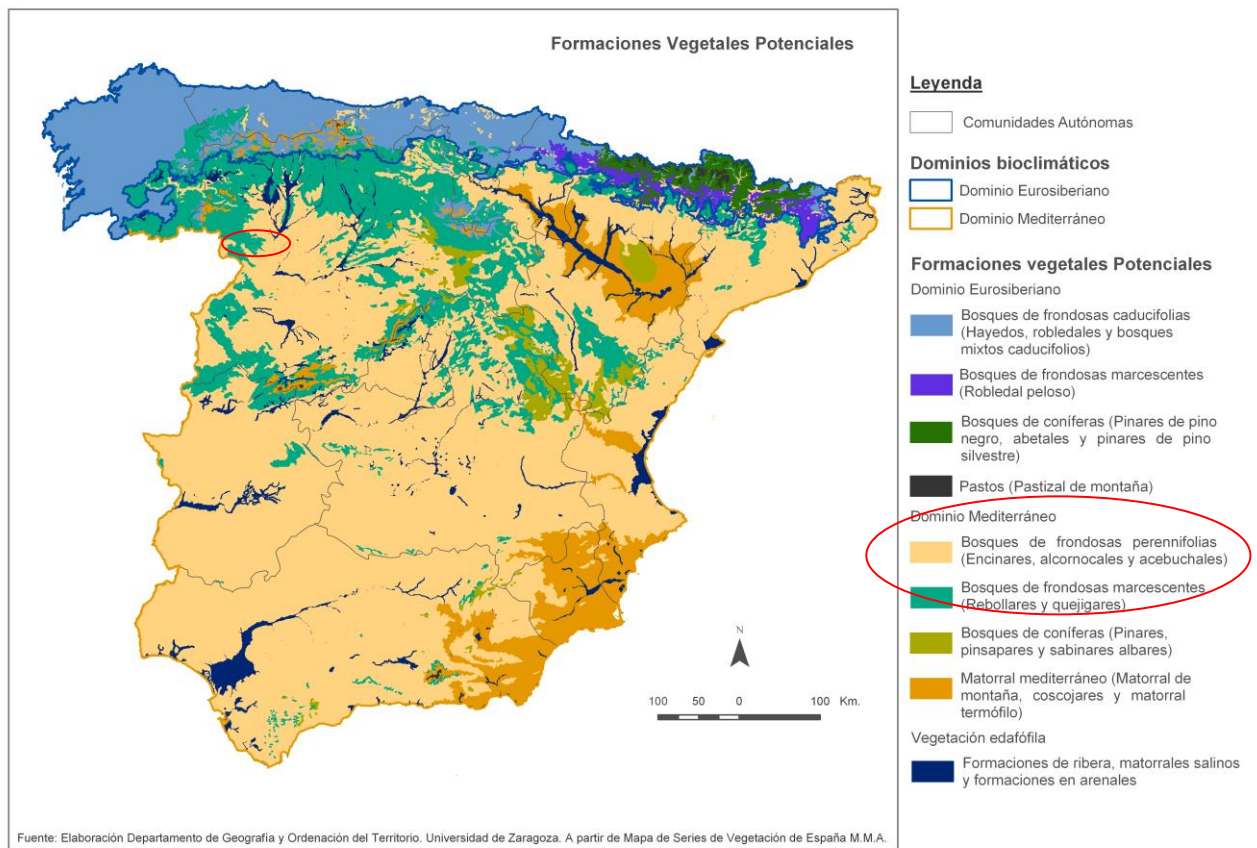 Formaciones Vegetales Potenciales
N
100 50 0 100 Km.
Fuente: Elaboración Departamento de Geografía y Ordenación del Territorio. Universidad de Zaragoza. A partir de Mapa de Series de Vegetación de España M.M.A.
Leyenda
Comunidades Autónomas
Dominios bioclimáticos
Dominio Eurosiberiano
Dominio Mediterráneo
Formaciones vegetales Potenciales
Dominio Eurosiberiano
Bosques de frondosas caducifolias
(Hayedos, robledales y bosques
mixtos caducifolios)
Bosques de frondosas marcescentes
(Robledal peloso)
Bosques de coníferas (Pinares de pino
negro, abetales y pinares de pino
silvestre)
Pastos (Pastizal de montaña)
Dominio Mediterráneo
Bosques de frondosas perennifolias
(Encinares, alcornocales y acebuchales)
Bosques de frondosas marcescentes
(Rebollares y quejigares)
Bosques de coníferas (Pinares,
pinsapares y sabinares albares)
Matorral mediterráneo (Matorral de
montaña, coscojares y matorral
termófilo)
Vegetación edafófila
Formaciones de ribera, matorrales salinos
y formaciones en arenales